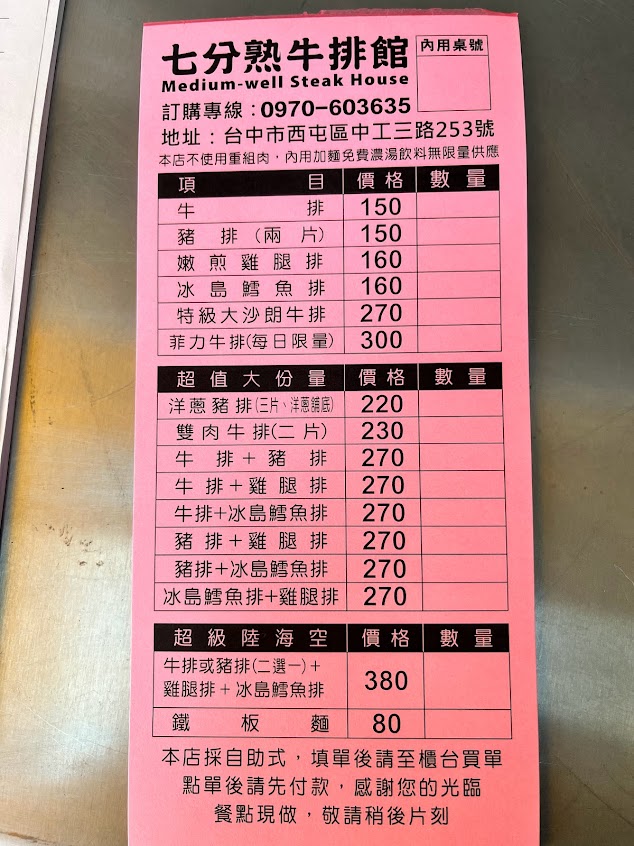 七分熟牛排館
內用桌號
Medium-well Steak House
訂購專線：0970-603635
地址：台中市西屯區中工三路253號
本店不使用重組肉，內用加麵免費濃湯飲料無限量供應
項目 價格 數量
牛排 150
豬排(兩片) 150
嫩煎雞腿排 160
冰島鱈魚排 160
特級大沙朗牛排 270
菲力牛排(每日限量) 300
超值大份量 價格 數量
洋蔥豬排(三片、洋蔥舖底) 220
雙肉牛排(二片) 230
牛排+豬排 270
牛排+雞腿排 270
牛排+冰島鱈魚排 270
豬排+雞腿排 270
豬排+冰島鱈魚排 270
冰島鱈魚排+雞腿排 270
超級陸海空 價格 數量
牛排或豬排(二選一)+
雞腿排+冰島鱈魚排 380
鐵板麵 80
本店採自助式，填單後請至櫃台買單
點單後請先付款，感謝您的光臨
餐點現做，敬請稍後片刻